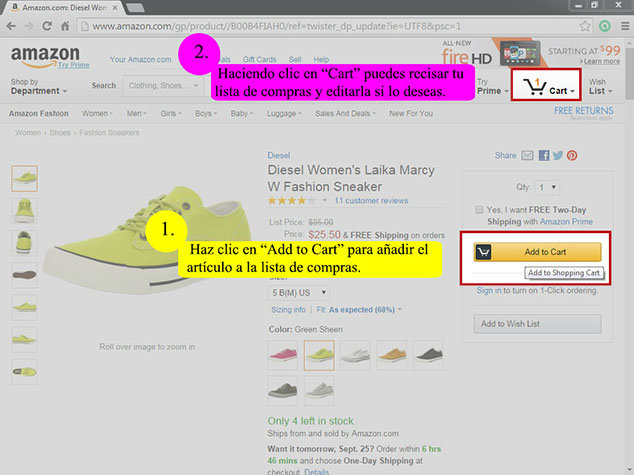 Amazon.com: Diesel Wom
www.amazon.com/gp/product//B00B4FIAH0/ref=twister_dp_update?ie=UTF8&psc=1
amazon
Try Prime
Your Amazon.com
Gift Cards
Sell
Help
ALL-NEW
fire HD
STARTING AT $99
Learn more
2.
Haciendo clic en “Cart” puedes recisar tu
lista de compras y editarla si lo deseas.
Shop by
Department
Search
Clothing, Shoes...
Try
Prime
1
Cart
Wish
List
Amazon Fashion
Women
Men
Girls
Boys
Baby
Luggage
Sales And Deals
New To You?
FREE RETURNS
Women › Shoes › Fashion Sneakers
Diesel
Diesel Women's Laika Marcy
W Fashion Sneaker
11 customer reviews
List Price: $85.00
Price: $25.50 & FREE Shipping on orders
1.
Haz clic en “Add to Cart” para añadir el
artículo a la lista de compras.
5 B(M) US
Sizing info | Fit: As expected (68%)
Color: Green Sheen
Roll over image to zoom in
Only 4 left in stock.
Ships from and sold by Amazon.com.
Want it tomorrow, Sept. 25? Order within 6 hrs
46 mins and choose One-Day Shipping at
checkout. Details
Share
Qty: 1
Yes, I want FREE Two-Day
Shipping with Amazon Prime
Add to Cart
Add to Shopping Cart
Sign in to turn on 1-Click ordering.
Add to Wish List